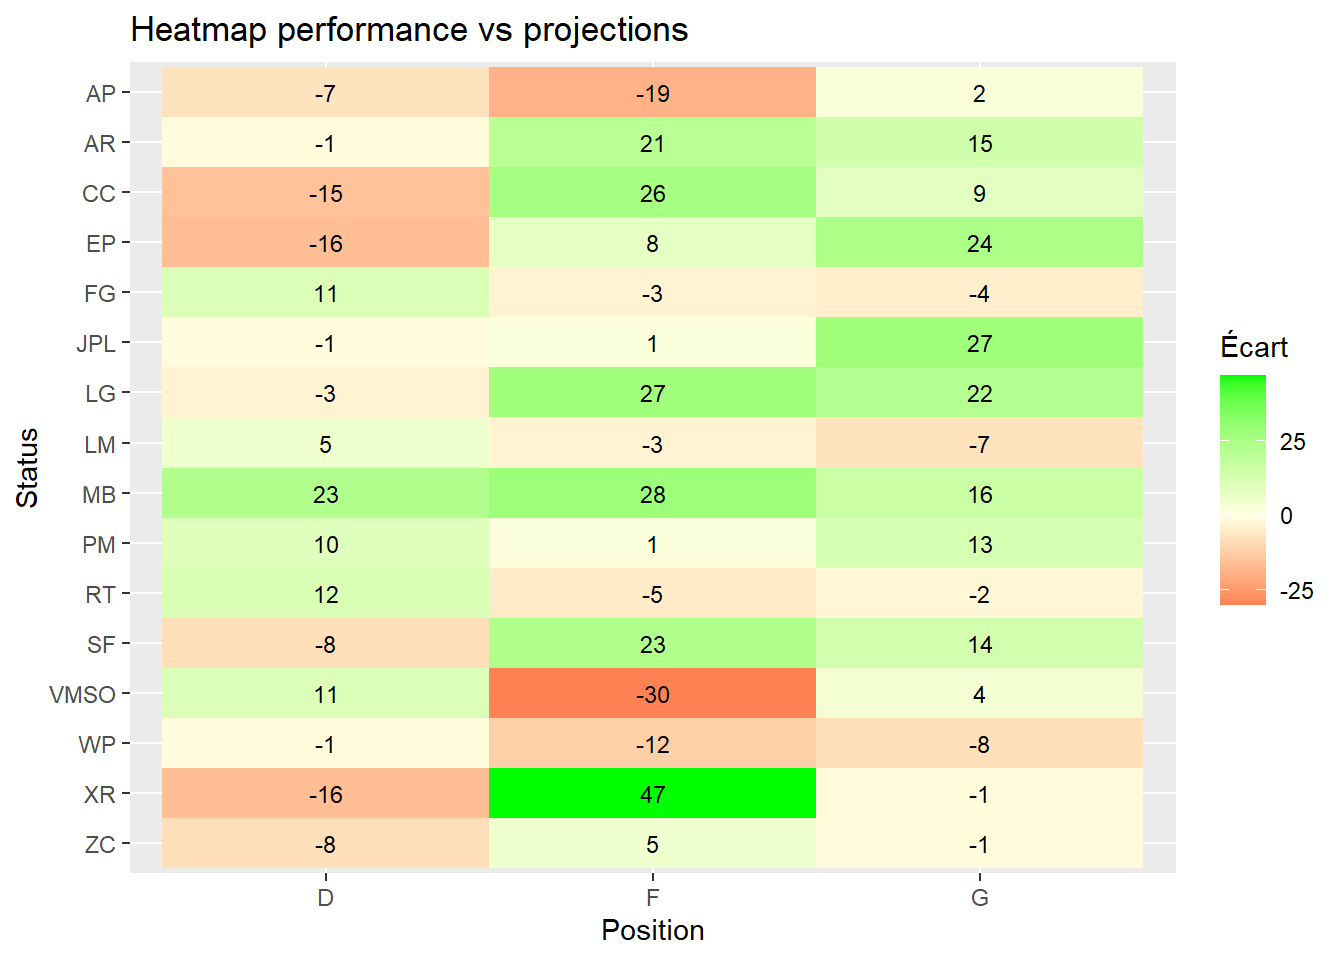 Heatmap performance vs projections
Status
AP -7 -19 2
AR -1 21 15
CC -15 26 9
EP -16 8 24
FG 11 -3 -4
JPL -1 1 27
LG -3 27 22
LM 5 -3 -7
MB 23 28 16
PM 10 1 13
RT 12 -5 -2
SF -8 23 14
VMSO 11 -30 4
WP -1 -12 -8
XR -16 47 -1
ZC -8 5 -1
D F G
Position
Écart
25
0
-25